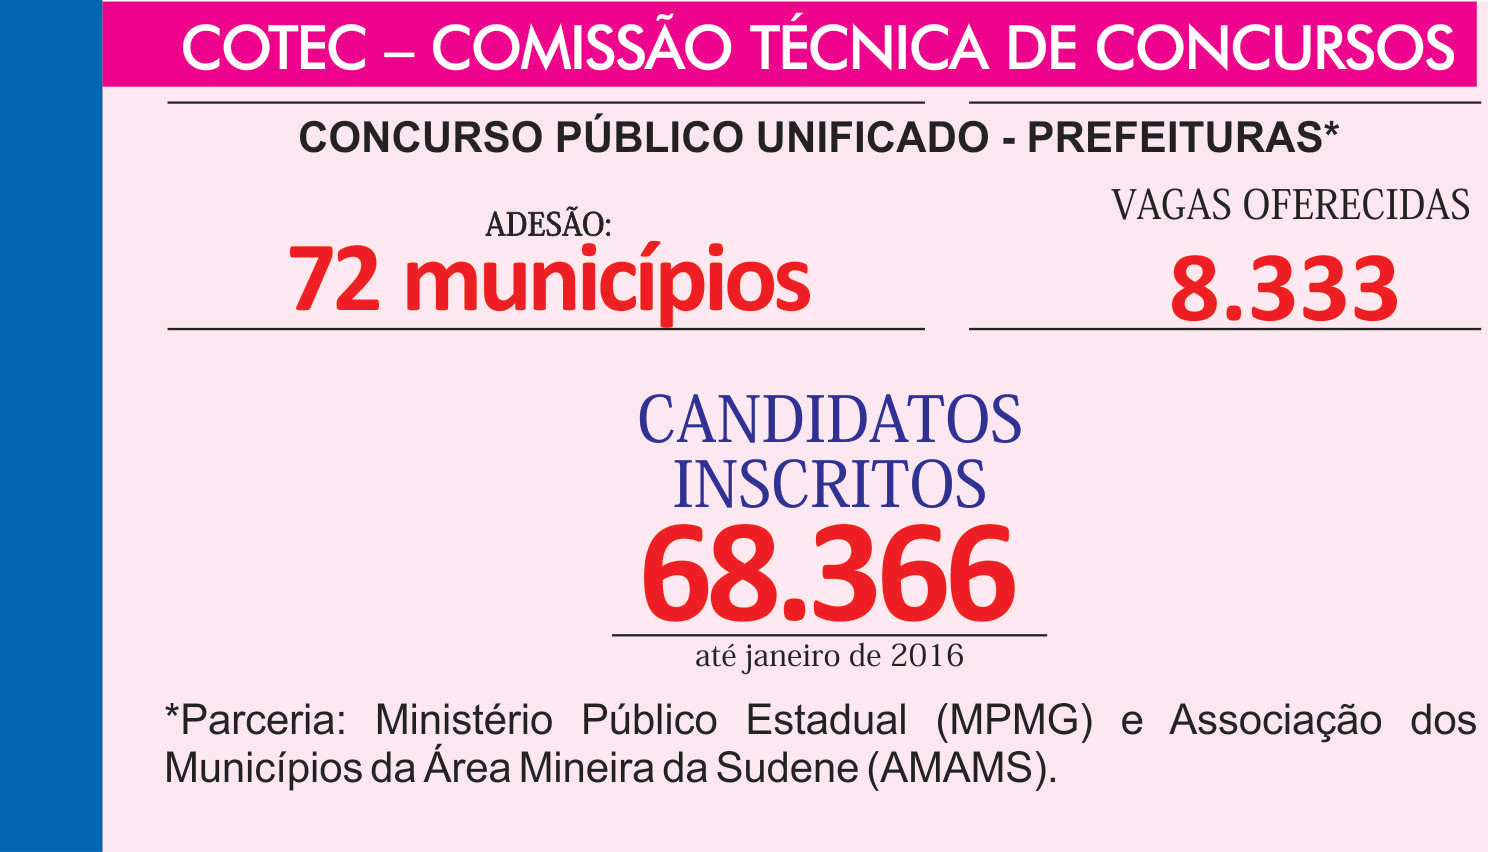 COTEC – COMISSÃO TÉCNICA DE CONCURSOS
CONCURSO PÚBLICO UNIFICADO - PREFEITURAS*
ADESÃO:
72 municípios
VAGAS OFERECIDAS
8.333
CANDIDATOS
INSCRITOS
68.366
até janeiro de 2016
*Parceria: Ministério Público Estadual (MPMG) e Associação dos
Municípios da Área Mineira da Sudene (AMAMS).